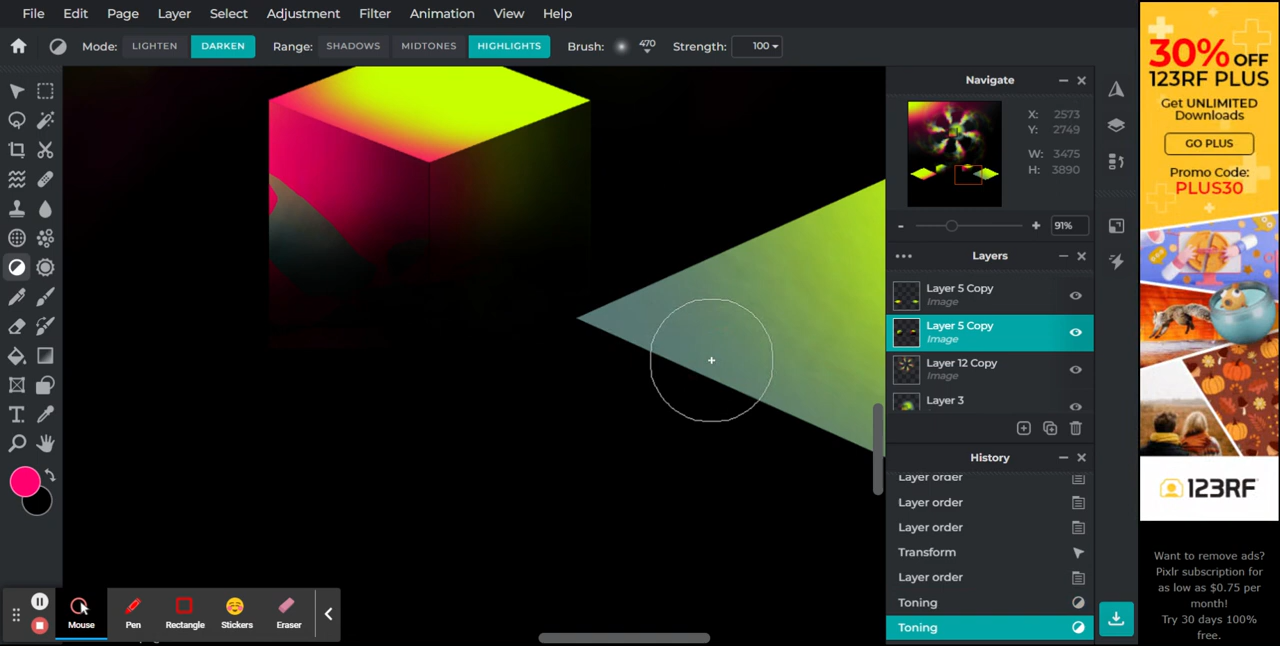 File Edit Page Layer Select Adjustment Filter Animation View Help
Mode: LIGHTEN DARKEN Range: SHADOWS MIDTONES HIGHLIGHTS Brush: 470 Strength: 100
Navigate
X: 2573
Y: 2749
W: 3475
H: 3890
91%
Layers
Layer 5 Copy
Image
Layer 5 Copy
Image
Layer 12 Copy
Image
Layer 3
History
Layer order
Layer order
Layer order
Transform
Layer order
Toning
Toning
Mouse Pen Rectangle Stickers Eraser
30% OFF
123RF PLUS
Get UNLIMITED
Downloads
GO PLUS
Promo Code:
PLUS30
123RF
Want to remove ads?
Pixlr subscription for
as low as $0.75 per
month!
Try 30 days 100%
free.